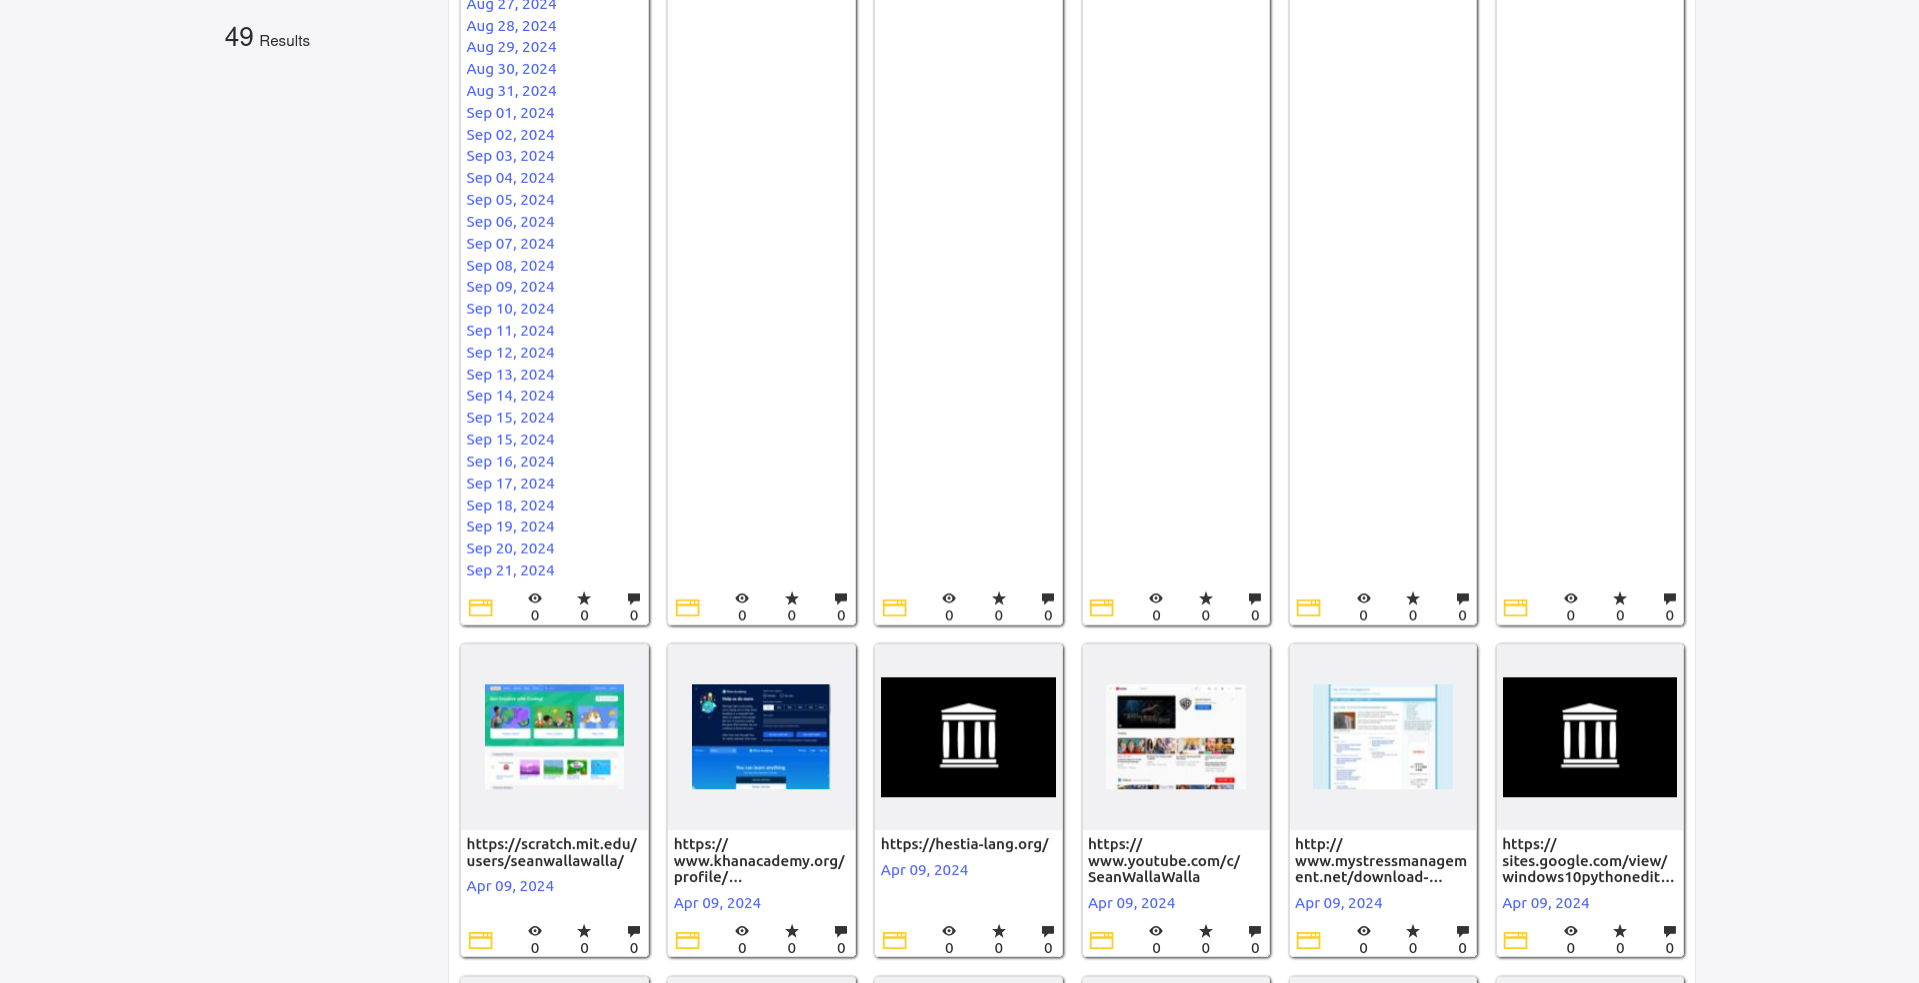 49 Results
Aug 27, 2024
Aug 28, 2024
Aug 29, 2024
Aug 30, 2024
Aug 31, 2024
Sep 01, 2024
Sep 02, 2024
Sep 03, 2024
Sep 04, 2024
Sep 05, 2024
Sep 06, 2024
Sep 07, 2024
Sep 08, 2024
Sep 09, 2024
Sep 10, 2024
Sep 11, 2024
Sep 12, 2024
Sep 13, 2024
Sep 14, 2024
Sep 15, 2024
Sep 15, 2024
Sep 16, 2024
Sep 17, 2024
Sep 18, 2024
Sep 19, 2024
Sep 20, 2024
Sep 21, 2024
0 0 0
0 0 0
0 0 0
0 0 0
0 0 0
0 0 0
https://scratch.mit.edu/
users/seanwallawalla/
Apr 09, 2024
0 0 0
https://
www.khanacademy.org/
profile/...
Apr 09, 2024
0 0 0
https://hestia-lang.org/
Apr 09, 2024
0 0 0
https://
www.youtube.com/c/
SeanWallaWalla
Apr 09, 2024
0 0 0
http://
www.mystressmanagem
ent.net/download-...
Apr 09, 2024
0 0 0
https://
sites.google.com/view/
windows10pythonedit...
Apr 09, 2024
0 0 0